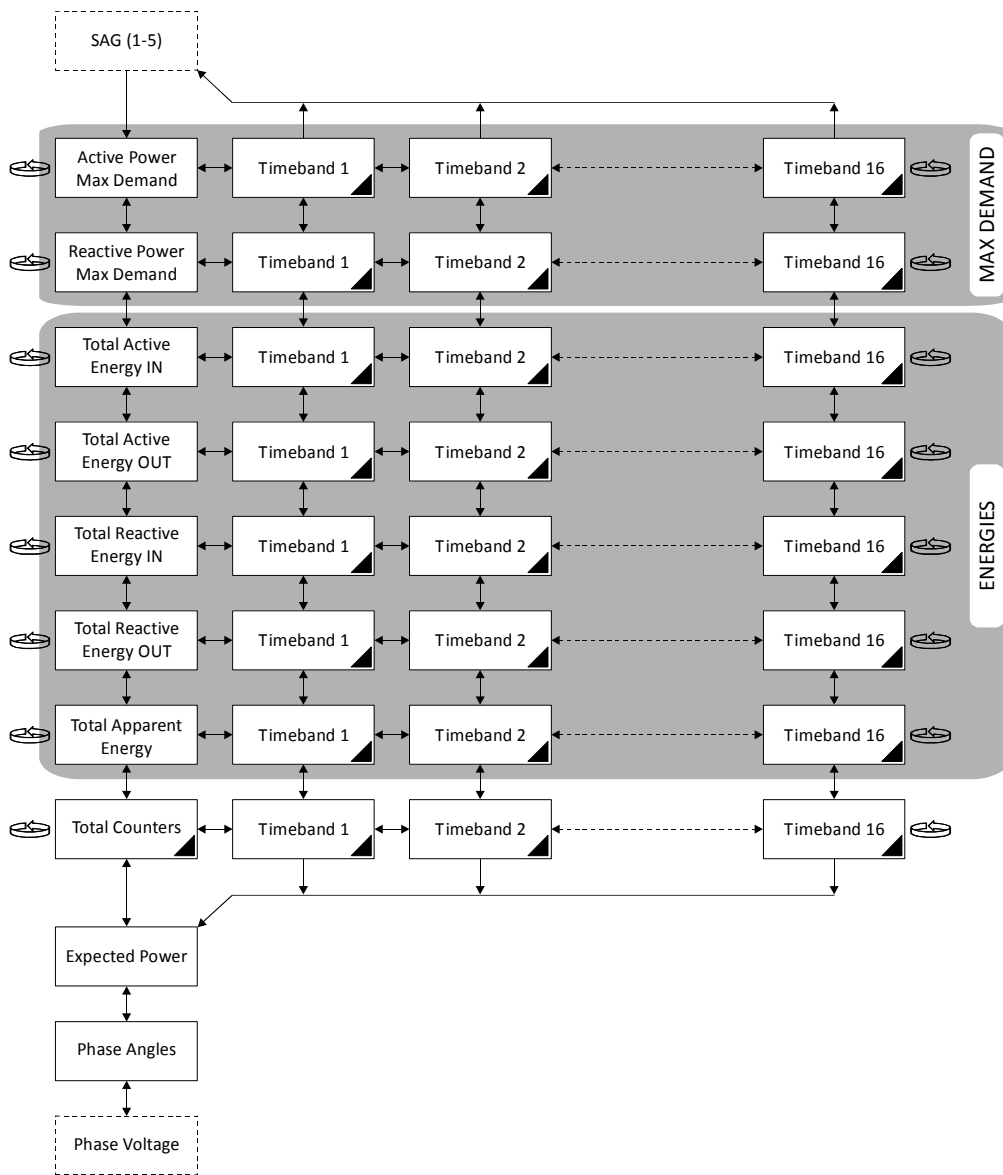 SAG (1-5)
Active Power
Max Demand
Timeband 1
Timeband 2
Timeband 16
MAX DEMAND
Reactive Power
Max Demand
Timeband 1
Timeband 2
Timeband 16
Total Active
Energy IN
Timeband 1
Timeband 2
Timeband 16
Total Active
Energy OUT
Timeband 1
Timeband 2
Timeband 16
ENERGIES
Total Reactive
Energy IN
Timeband 1
Timeband 2
Timeband 16
Total Reactive
Energy OUT
Timeband 1
Timeband 2
Timeband 16
Total Apparent
Energy
Timeband 1
Timeband 2
Timeband 16
Total Counters
Timeband 1
Timeband 2
Timeband 16
Expected Power
Phase Angles
Phase Voltage